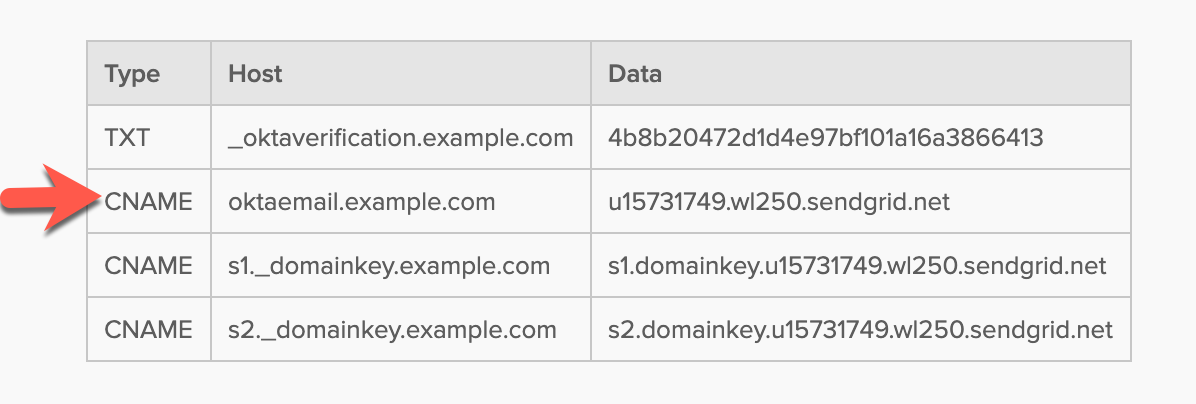 Type Host Data
TXT _oktaverification.example.com 4b8b20472d1d4e97bf101a16a3866413
CNAME oktaemail.example.com u15731749.wl250.sendgrid.net
CNAME s1._domainkey.example.com s1.domainkey.u15731749.wl250.sendgrid.net
CNAME s2._domainkey.example.com s2.domainkey.u15731749.wl250.sendgrid.net